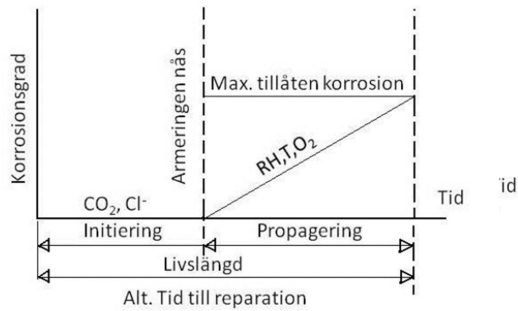 Korrosionsgrad
Armeringen nås
Max. tillåten korrosion
RH,T,O₂
CO₂, Cl⁻
Tid
id
Initiering
Propagering
Livslängd
Alt. Tid till reparation